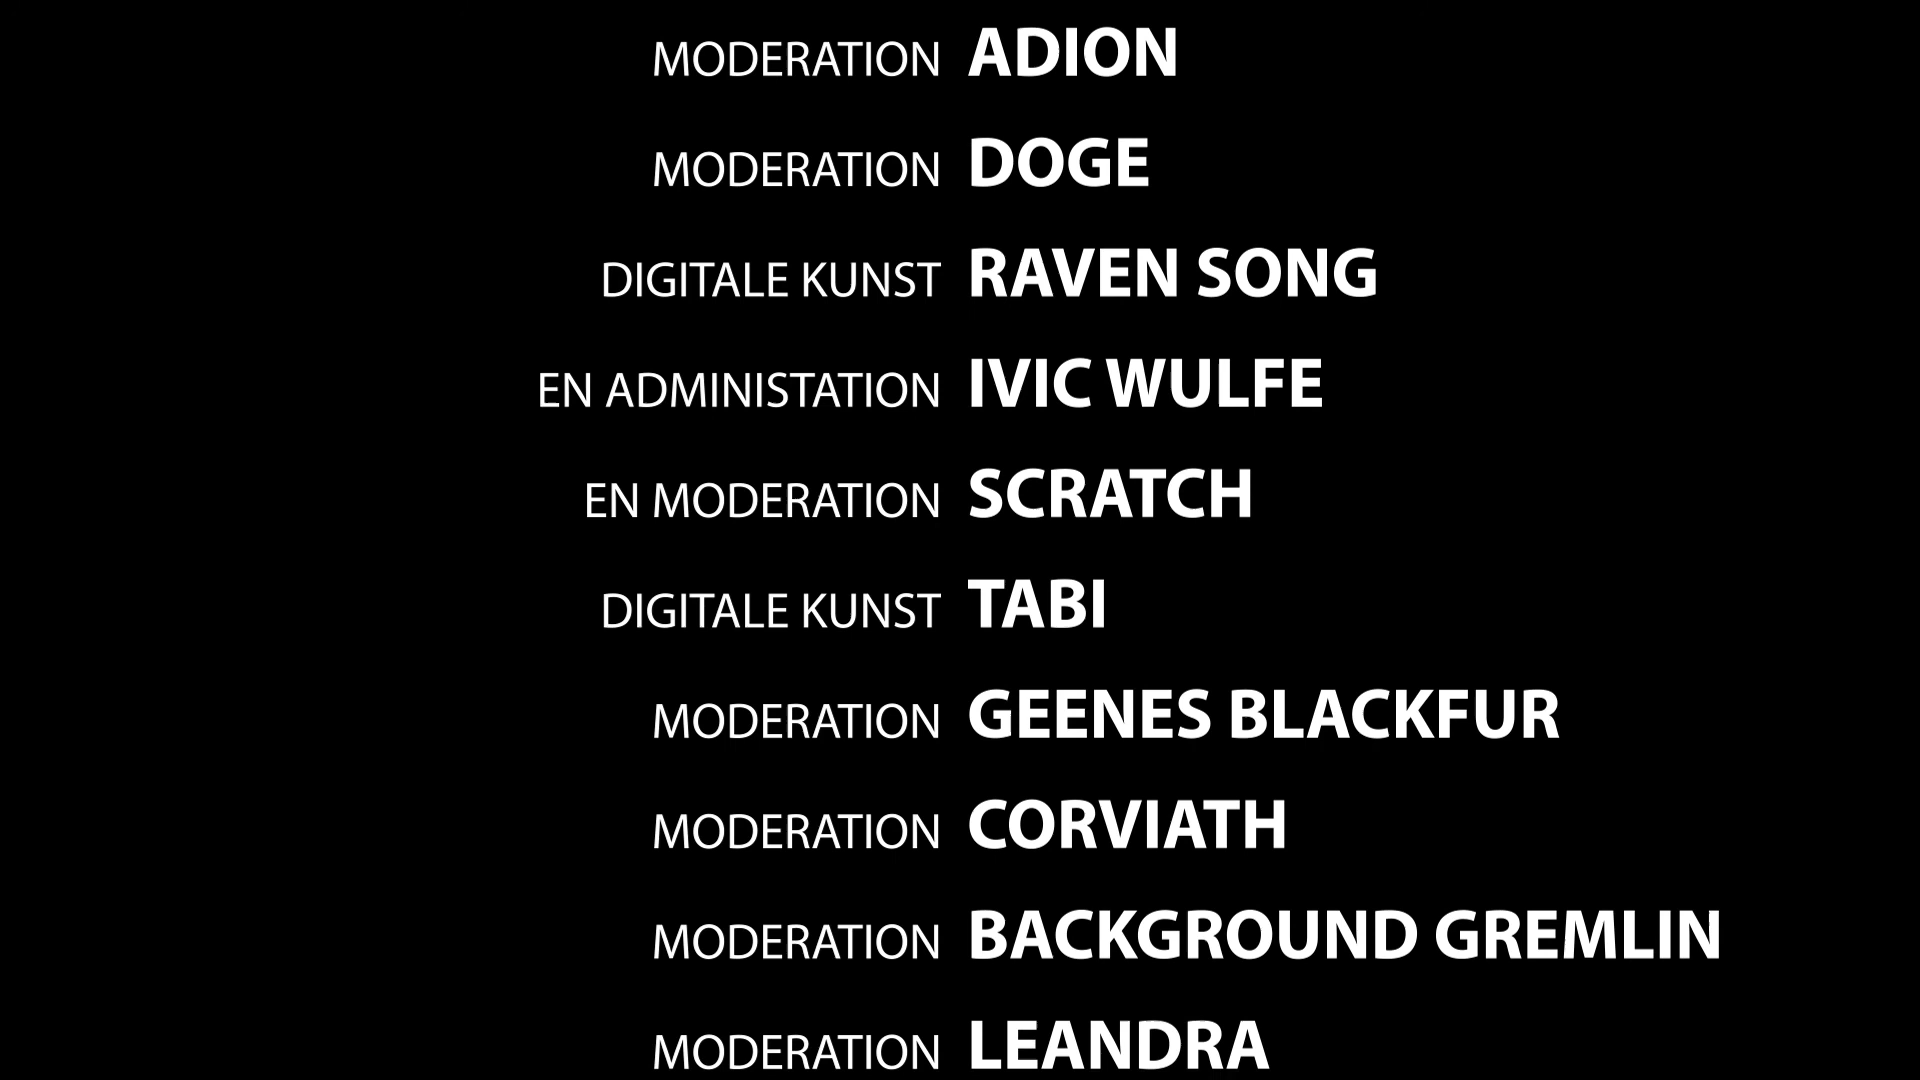 MODERATION ADION
MODERATION DOGE
DIGITALE KUNST RAVEN SONG
EN ADMINISTATION IVIC WULFE
EN MODERATION SCRATCH
DIGITALE KUNST TABI
MODERATION GEENES BLACKFUR
MODERATION CORVIATH
MODERATION BACKGROUND GREMLIN
MODERATION LEANDRA